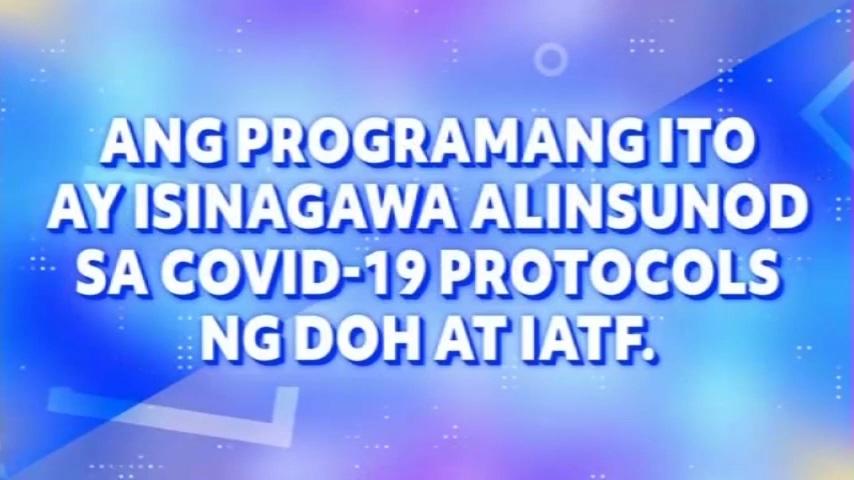 ANG PROGRAMANG ITO
AY ISINAGAWA ALINSUNOD
SA COVID-19 PROTOCOLS
NG DOH AT IATF.